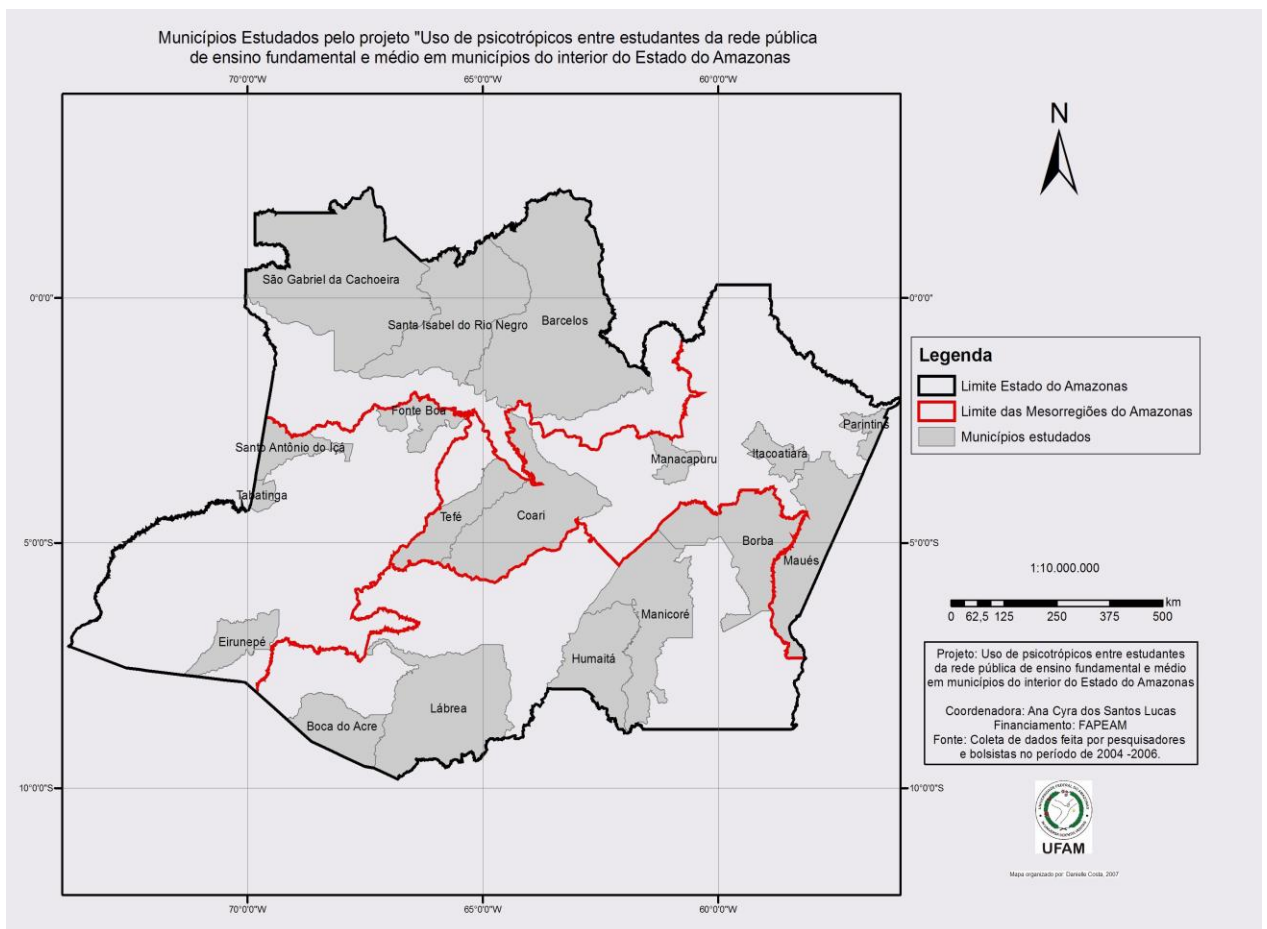 Municípios Estudados pelo projeto "Uso de psicotrópicos entre estudantes da rede pública
de ensino fundamental e médio em municípios do interior do Estado do Amazonas
70°0'0"W
65°0'0"W
60°0'0"W
N
São Gabriel da Cachoeira
0°0'0"
0°0'0"
Santa Isabel do Rio Negro
Barcelos
Legenda
Limite Estado do Amazonas
Limite das Mesorregiões do Amazonas
Municípios estudados
Fonte Boa
Parintins
Santo Antônio do Içá
Manacapuru
Itacoatiara
Tabatinga
Tefé
Coari
Borba
Maués
5°0'0"S
5°0'0"S
1:10.000.000
km
0 62,5 125 250 375 500
Eirunepé
Manicoré
Humaitá
Lábrea
Boca do Acre
Projeto: Uso de psicotrópicos entre estudantes
da rede pública de ensino fundamental e médio
em municípios do interior do Estado do Amazonas
Coordenadora: Ana Cyra dos Santos Lucas
Financiamento: FAPEAM
Fonte: Coleta de dados feita por pesquisadores
e bolsistas no período de 2004 -2006.
10°0'0"S
10°0'0"S
UFAM
Mapa organizado por: Danielle Costa, 2007
70°0'0"W
65°0'0"W
60°0'0"W